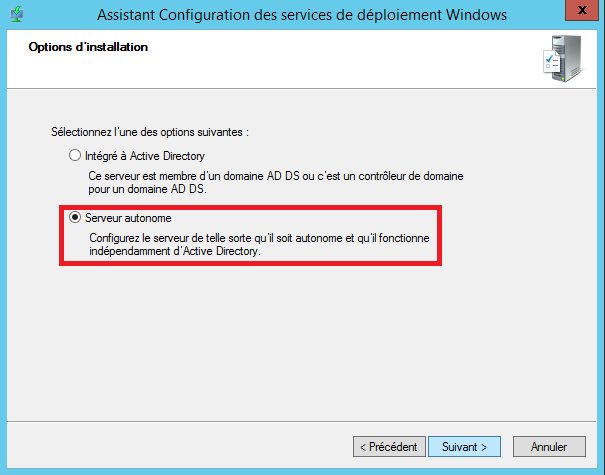 Assistant Configuration des services de déploiement Windows
x
Options d'installation
Sélectionnez l'une des options suivantes :
Intégré à Active Directory
Ce serveur est membre d'un domaine AD DS ou c'est un contrôleur de domaine
pour un domaine AD DS.
Serveur autonome
Configurez le serveur de telle sorte qu'il soit autonome et qu'il fonctionne
indépendamment d'Active Directory.
< Précédent Suivant > Annuler